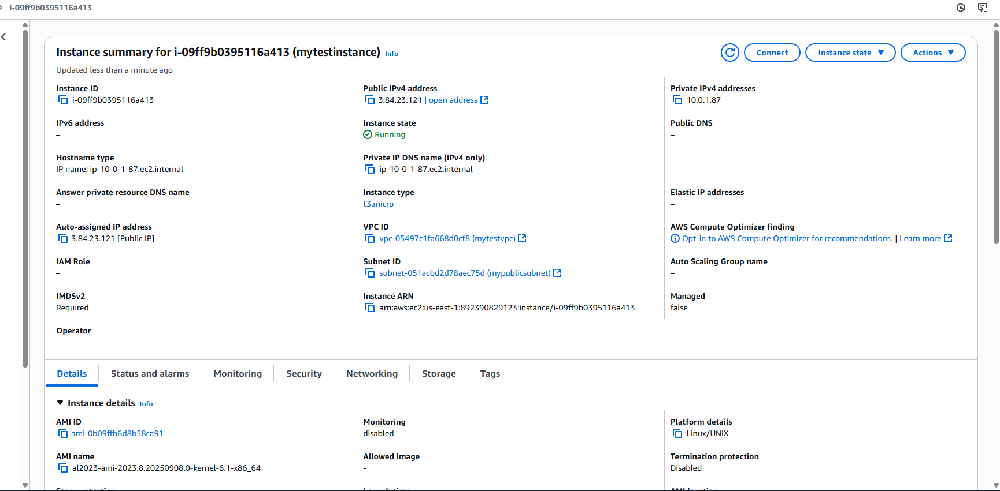 i-09ff9b0395116a413
Instance summary for i-09ff9b0395116a413 (mytestinstance) Info
Connect
Instance state
Actions
Updated less than a minute ago
Instance ID
i-09ff9b0395116a413
Public IPv4 address
3.84.23.121 | open address
Private IPv4 addresses
10.0.1.87
IPv6 address
–
Instance state
Running
Public DNS
–
Hostname type
IP name: ip-10-0-1-87.ec2.internal
Private IP DNS name (IPv4 only)
ip-10-0-1-87.ec2.internal
Answer private resource DNS name
–
Instance type
t3.micro
Elastic IP addresses
–
Auto-assigned IP address
3.84.23.121 [Public IP]
VPC ID
vpc-05497c1fa668d0cf8 (mytestvpc)
AWS Compute Optimizer finding
Opt-in to AWS Compute Optimizer for recommendations. | Learn more
IAM Role
–
Subnet ID
subnet-051acbd2d78aec75d (mypublicsubnet)
Auto Scaling Group name
–
IMDSv2
Required
Instance ARN
arn:aws:ec2:us-east-1:892390829123:instance/i-09ff9b0395116a413
Managed
false
Operator
–
Details
Status and alarms
Monitoring
Security
Networking
Storage
Tags
Instance details Info
AMI ID
ami-0b09ffb6d8b58ca91
Monitoring
disabled
Platform details
Linux/UNIX
AMI name
al2023-ami-2023.8.20250908.0-kernel-6.1-x86_64
Allowed image
-
Termination protection
Disabled